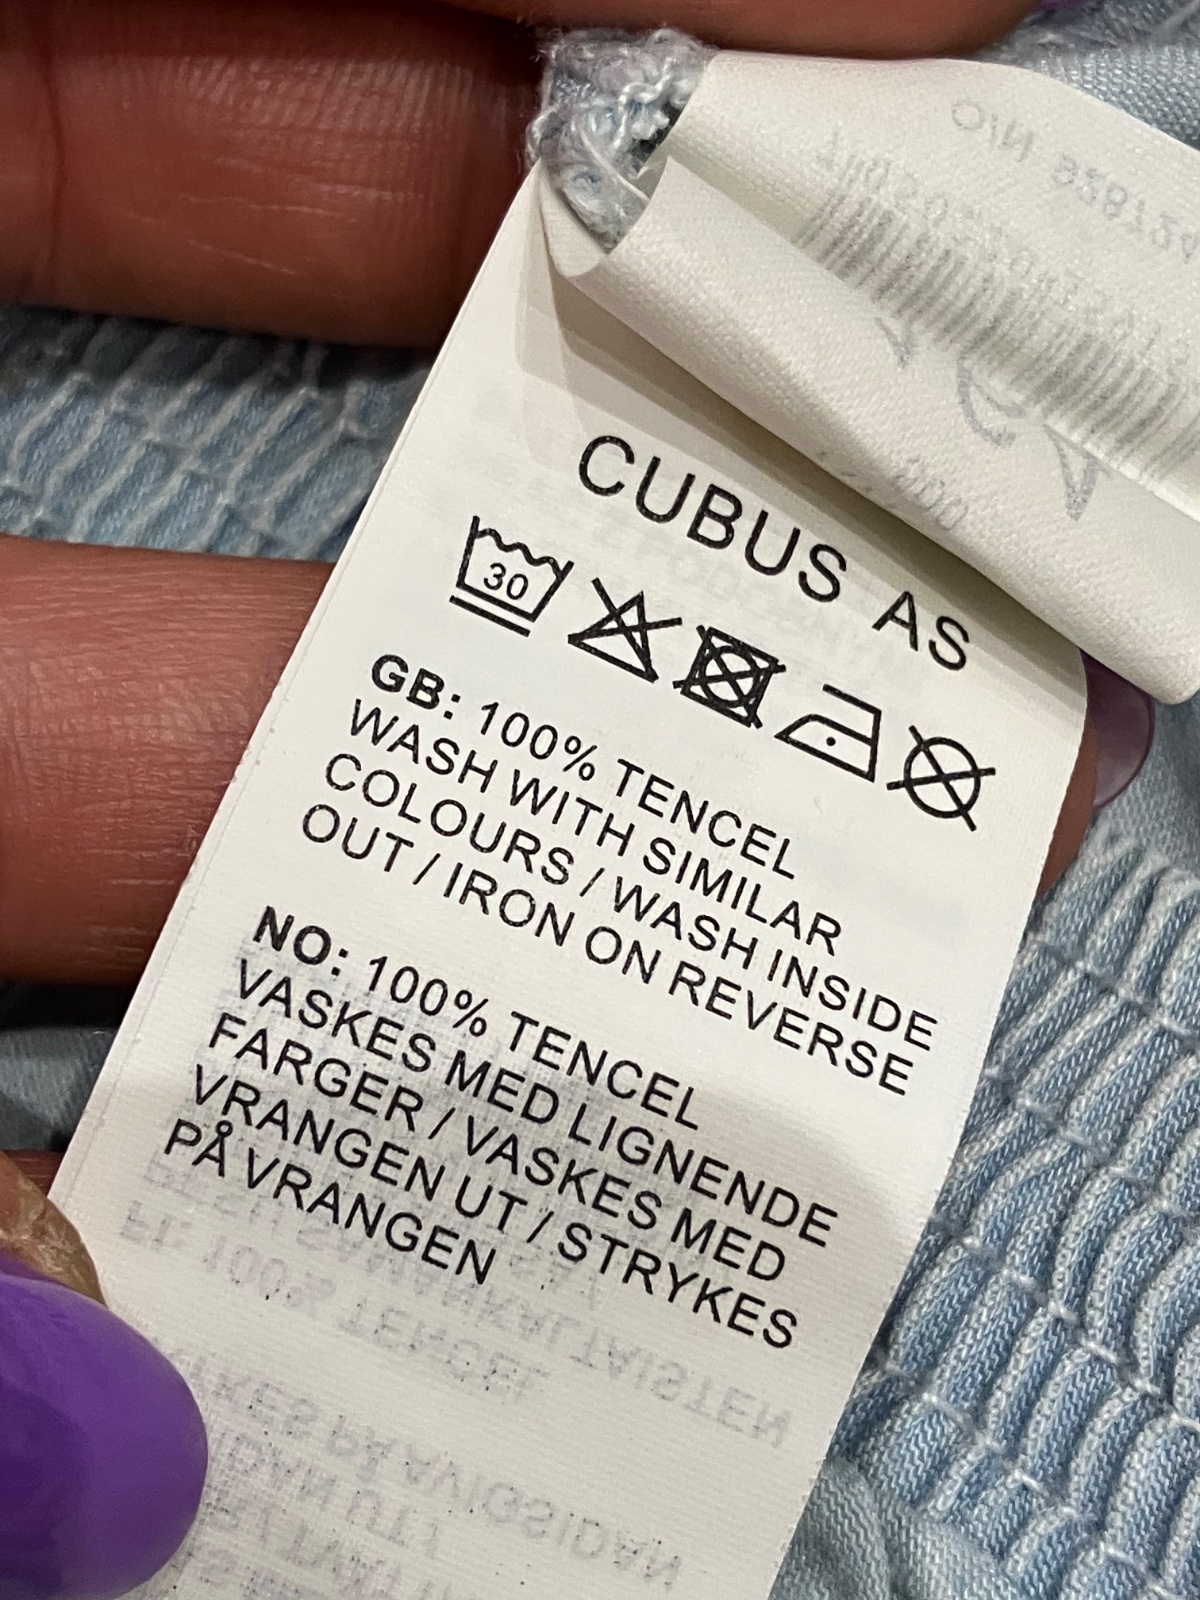 CUBUS AS
30
GB: 100% TENCEL
WASH WITH SIMILAR
COLOURS / WASH INSIDE
OUT / IRON ON REVERSE
NO: 100% TENCEL
VASKES MED LIGNENDE
FARGER / VASKES MED
VRANGEN UT / STRYKES
PÅ VRANGEN